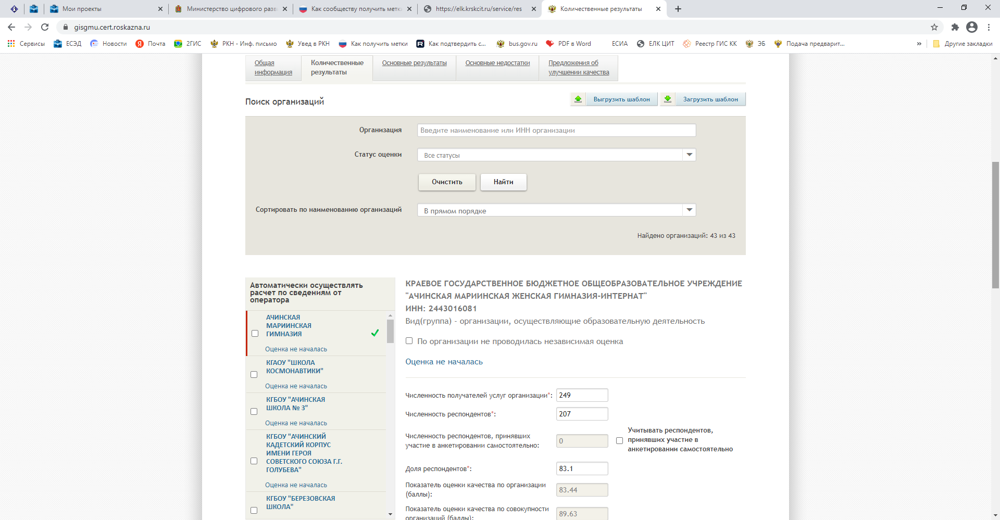 Мои проекты
Министерство цифрового разв
Как сообществу получить метк
https://elk.krskcit.ru/service/res
Количественные результаты
gisgmu.cert.roskazna.ru
Сервисы
ЕСЭД
Новости
Почта
2ГИС
РКН - Инф. письмо
Увед в РКН
Как получить метки
Как подтвердить с...
bus.gov.ru
PDF в Word
ЕСИА
ЕЛК ЦИТ
Реестр ГИС КК
ЭБ
Подача предварит...
»
Другие закладки
Общая
информация
Количественные
результаты
Основные результаты
Основные недостатки
Предложения об
улучшении качества
Поиск организаций
Выгрузить шаблон
Загрузить шаблон
Организация
Введите наименование или ИНН организации
Статус оценки
Все статусы
Очистить
Найти
Сортировать по наименованию организаций
В прямом порядке
Найдено организаций: 43 из 43
Автоматически осуществлять
расчет по сведениям от
оператора
АЧИНСКАЯ
МАРИИНСКАЯ
ГИМНАЗИЯ
Оценка не началась
КГАОУ "ШКОЛА
КОСМОНАВТИКИ"
Оценка не началась
КГБОУ "АЧИНСКАЯ
ШКОЛА № 3"
Оценка не началась
КГБОУ "АЧИНСКИЙ
КАДЕТСКИЙ КОРПУС
ИМЕНИ ГЕРОЯ
СОВЕТСКОГО СОЮЗА Г.Г.
ГОЛУБЕВА"
Оценка не началась
КГБОУ "БЕРЕЗОВСКАЯ
ШКОЛА"
КРАЕВОЕ ГОСУДАРСТВЕННОЕ БЮДЖЕТНОЕ ОБЩЕОБРАЗОВАТЕЛЬНОЕ УЧРЕЖДЕНИЕ
"АЧИНСКАЯ МАРИИНСКАЯ ЖЕНСКАЯ ГИМНАЗИЯ-ИНТЕРНАТ"
ИНН: 2443016081
Вид(группа) - организации, осуществляющие образовательную деятельность
По организации не проводилась независимая оценка
Оценка не началась
Численность получателей услуг организации*: 249
Численность респондентов*: 207
Численность респондентов, принявших
участие в анкетировании самостоятельно: 0
Учитывать респондентов,
принявших участие в
анкетировании самостоятельно
Доля респондентов*: 83.1
Показатель оценки качества по организации
(баллы): 83.44
Показатель оценки качества по совокупности
организаций (баллы): 89.63